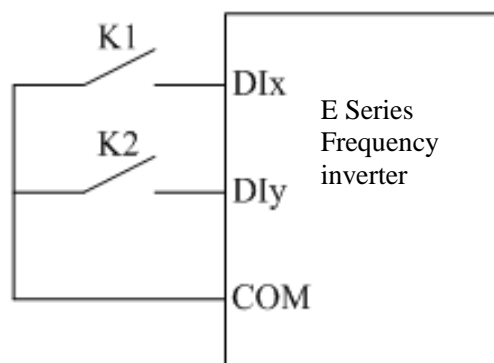 K1
DIx
E Series
Frequency
inverter
K2
DIy
COM